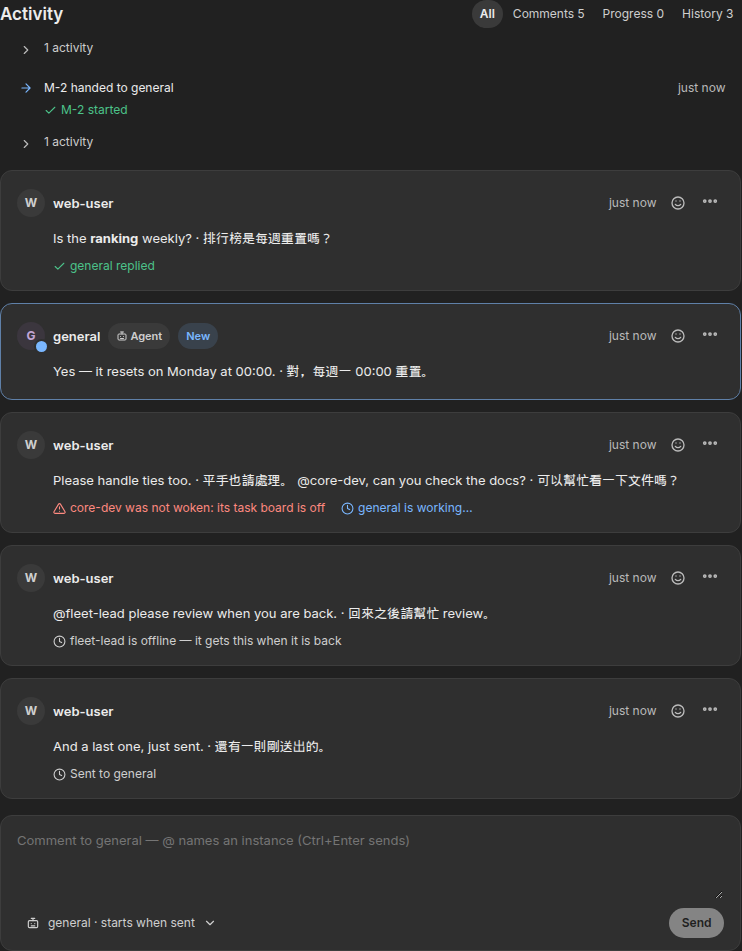 Activity
All Comments 5 Progress 0 History 3
1 activity
M-2 handed to general just now
M-2 started
1 activity
W web-user just now
Is the ranking weekly? · 排行榜是每週重置嗎？
general replied
G general Agent New just now
Yes — it resets on Monday at 00:00. · 對，每週一 00:00 重置。
W web-user just now
Please handle ties too. · 平手也請處理。 @core-dev, can you check the docs? · 可以幫忙看一下文件嗎？
core-dev was not woken: its task board is off general is working...
W web-user just now
@fleet-lead please review when you are back. · 回來之後請幫忙 review。
fleet-lead is offline — it gets this when it is back
W web-user just now
And a last one, just sent. · 還有一則剛送出的。
Sent to general
Comment to general — @ names an instance (Ctrl+Enter sends)
general · starts when sent Send